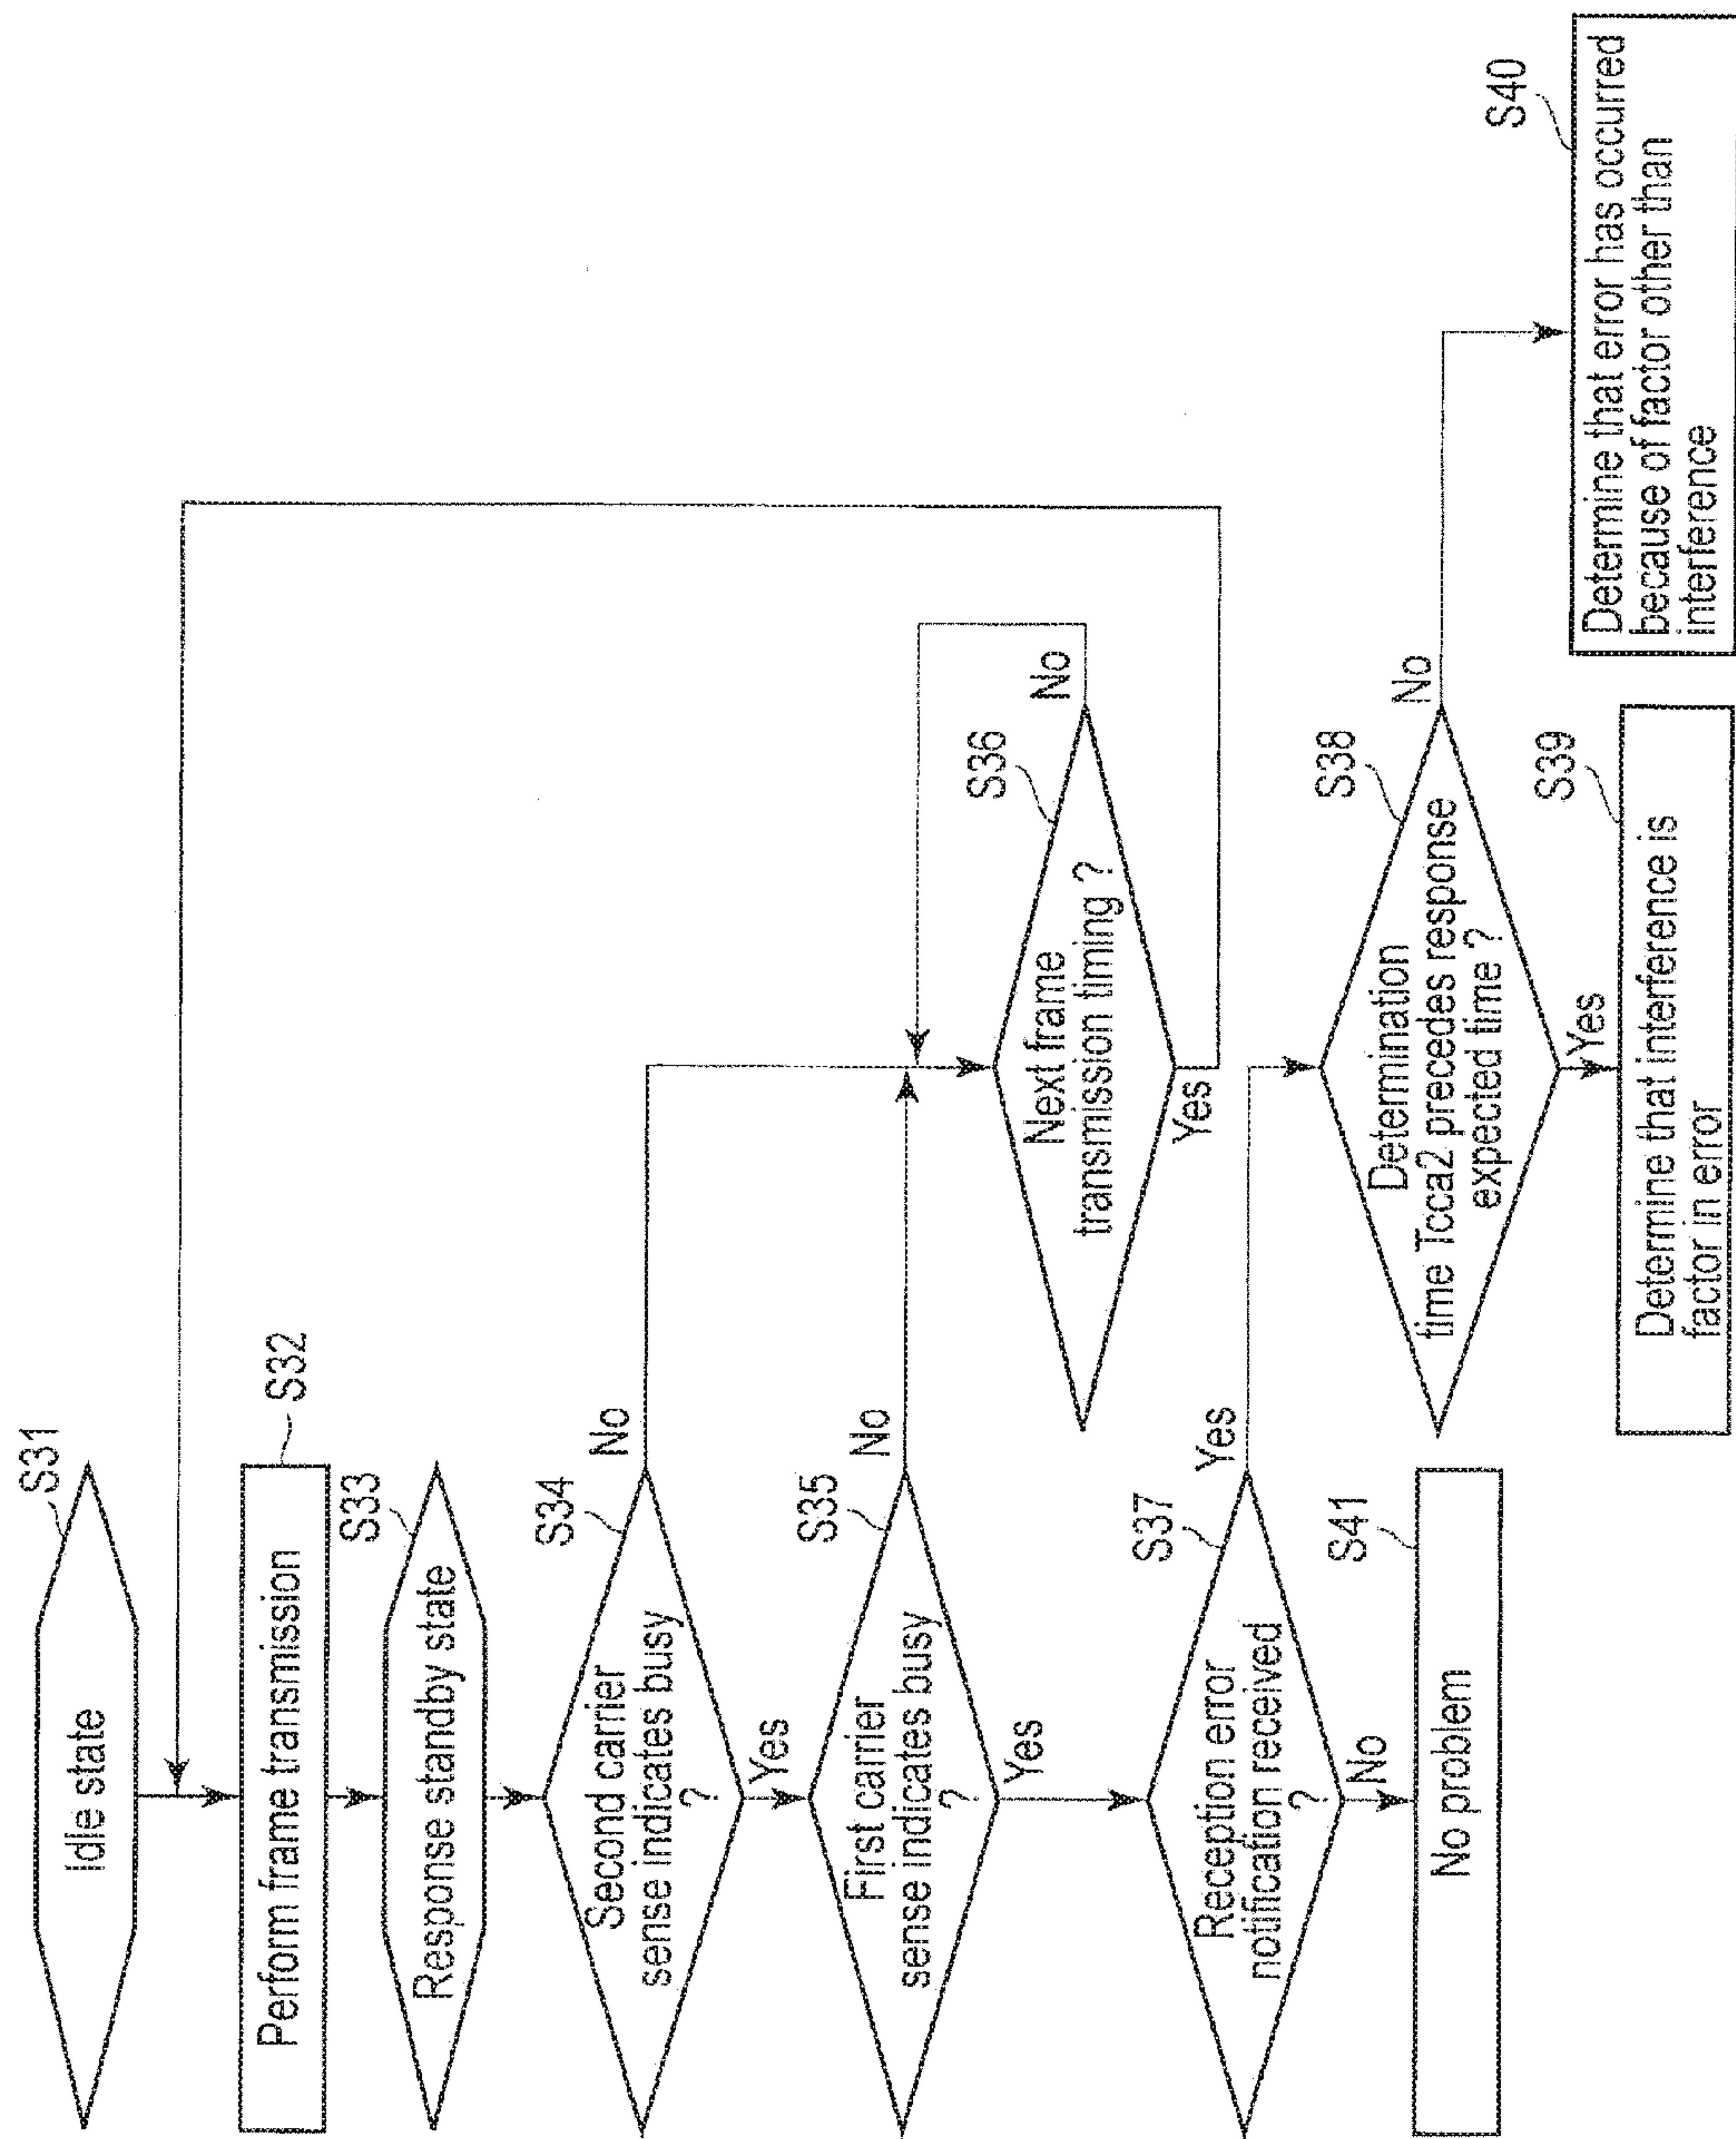 S31
Idle state
S32
Perform frame transmission
S33
Response standby state
S34
Second carrier
sense indicates busy
?
No
Yes
S35
First carrier
sense indicates busy
?
No
Yes
S36
Next frame
transmission timing ?
No
Yes
S37
Reception error
notification received
?
Yes
No
S38
Determination
time Tcca2 precedes response
expected time ?
No
Yes
S41
No problem
S39
Determine that interference is
factor in error
S40
Determine that error has occurred
because of factor other than
interference